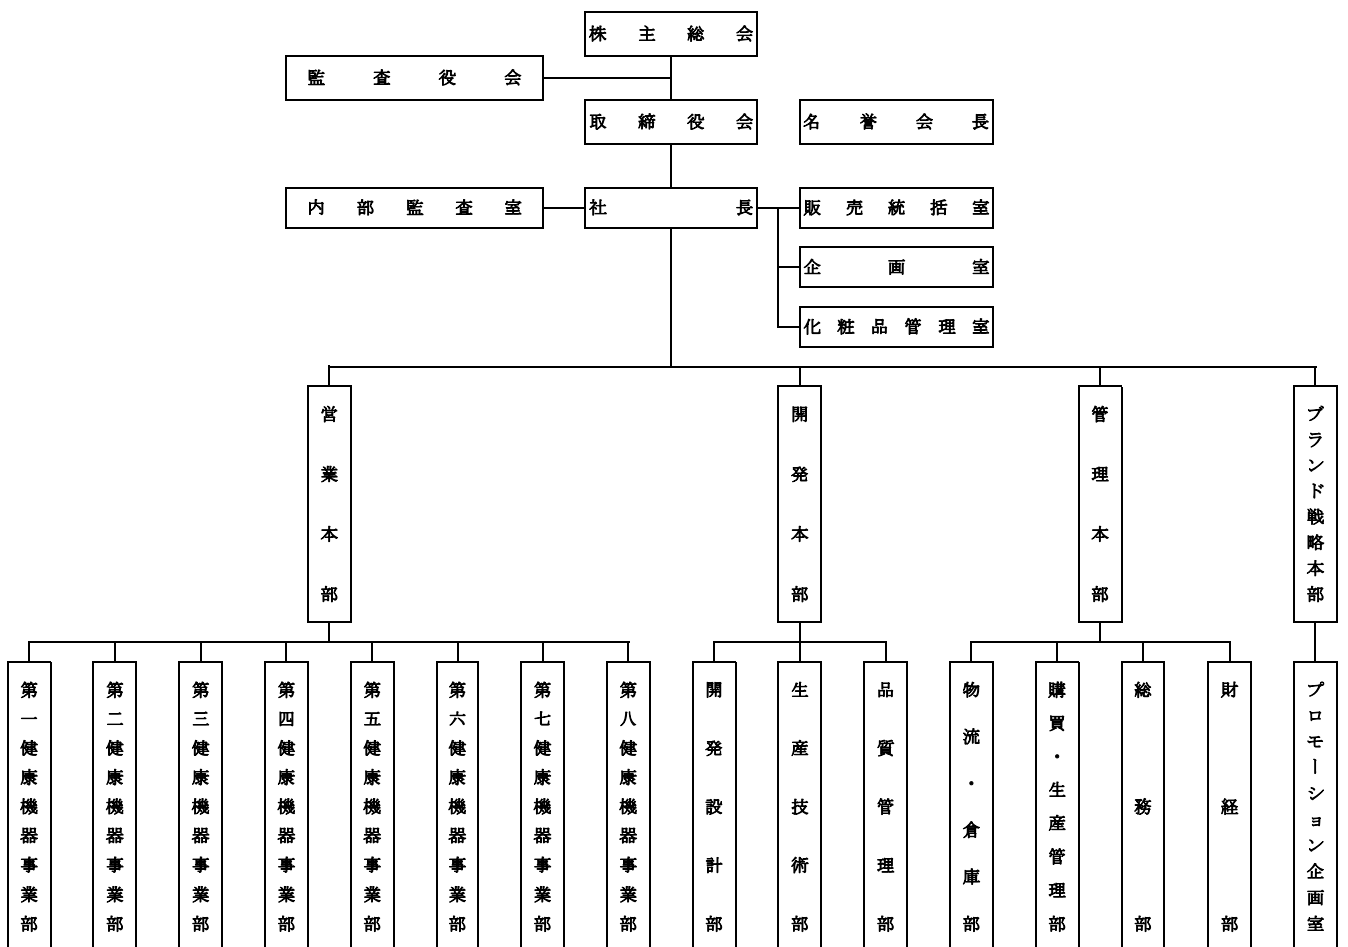 株主総会
監査役会
取締役会
名誉会長
内部監査室
社長
販売統括室
企画室
化粧品管理室
営業本部
開発本部
管理本部
ブランド戦略本部
第一健康機器事業部
第二健康機器事業部
第三健康機器事業部
第四健康機器事業部
第五健康機器事業部
第六健康機器事業部
第七健康機器事業部
第八健康機器事業部
開発設計部
生産技術部
品質管理部
物流・倉庫部
購買・生産管理部
総務部
財経部
プロモーション企画室